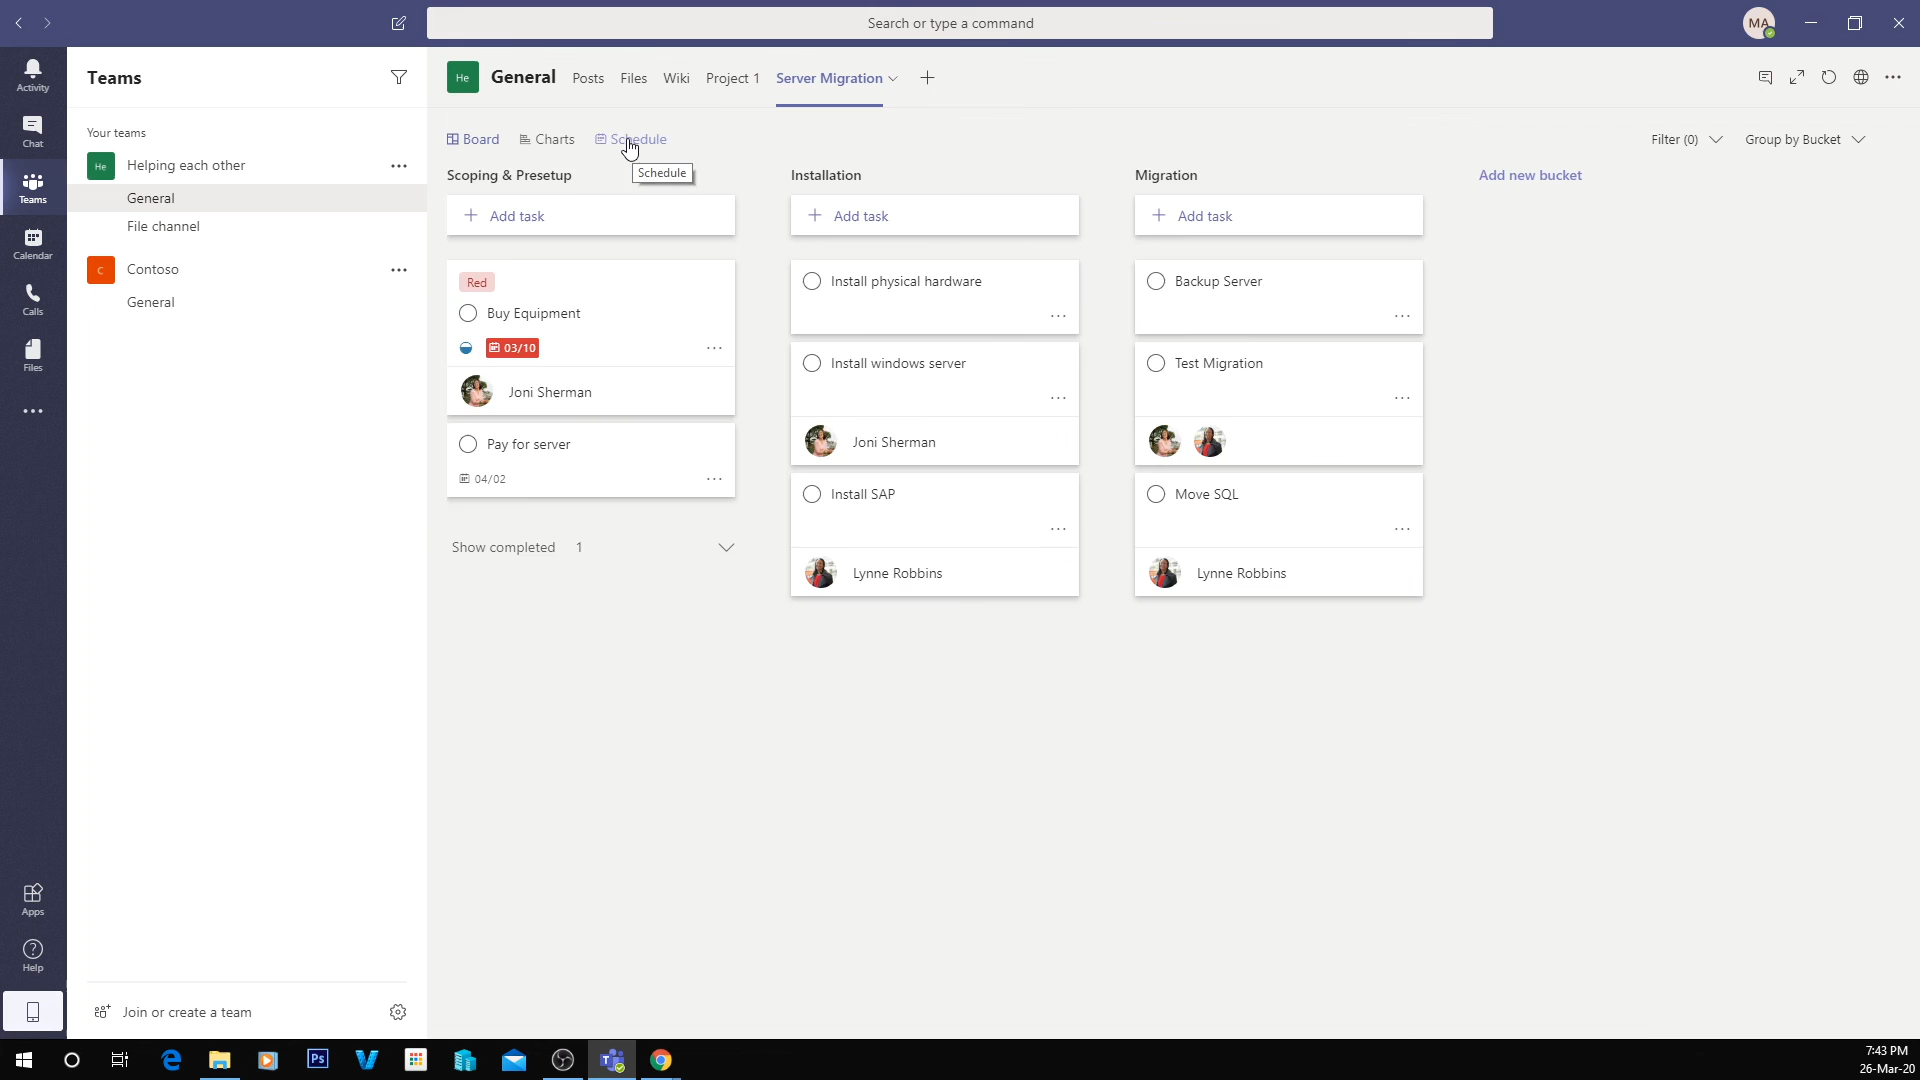 Search or type a command
MA
Activity
Chat
Teams
Calendar
Calls
Files
Apps
Help
Teams
Your teams
He Helping each other
General
File channel
C Contoso
General
Join or create a team
He General Posts Files Wiki Project 1 Server Migration
Board Charts Schedule
Filter (0) Group by Bucket
Schedule
Scoping & Presetup
Add task
Red
Buy Equipment
03/10
Joni Sherman
Pay for server
04/02
Show completed 1
Installation
Add task
Install physical hardware
Install windows server
Joni Sherman
Install SAP
Lynne Robbins
Migration
Add task
Backup Server
Test Migration
Move SQL
Lynne Robbins
Add new bucket
Ps
T
7:43 PM
26-Mar-20